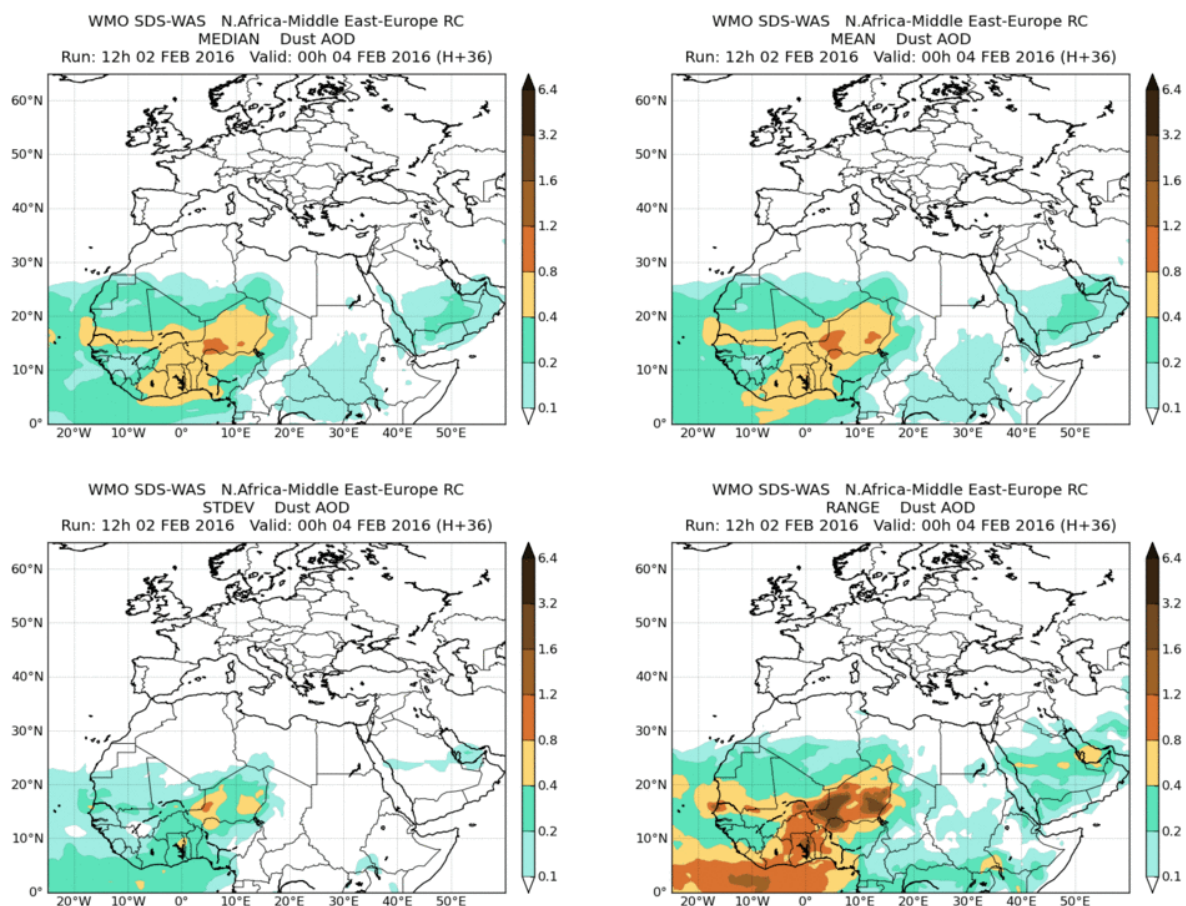 WMO SDS-WAS N.Africa-Middle East-Europe RC
MEDIAN Dust AOD
Run: 12h 02 FEB 2016 Valid: 00h 04 FEB 2016 (H+36)
60°N
50°N
40°N
30°N
20°N
10°N
0°
20°W 10°W 0° 10°E 20°E 30°E 40°E 50°E
6.4
3.2
1.6
1.2
0.8
0.4
0.2
0.1
WMO SDS-WAS N.Africa-Middle East-Europe RC
MEAN Dust AOD
Run: 12h 02 FEB 2016 Valid: 00h 04 FEB 2016 (H+36)
60°N
50°N
40°N
30°N
20°N
10°N
0°
20°W 10°W 0° 10°E 20°E 30°E 40°E 50°E
6.4
3.2
1.6
1.2
0.8
0.4
0.2
0.1
WMO SDS-WAS N.Africa-Middle East-Europe RC
STDEV Dust AOD
Run: 12h 02 FEB 2016 Valid: 00h 04 FEB 2016 (H+36)
60°N
50°N
40°N
30°N
20°N
10°N
0°
20°W 10°W 0° 10°E 20°E 30°E 40°E 50°E
6.4
3.2
1.6
1.2
0.8
0.4
0.2
0.1
WMO SDS-WAS N.Africa-Middle East-Europe RC
RANGE Dust AOD
Run: 12h 02 FEB 2016 Valid: 00h 04 FEB 2016 (H+36)
60°N
50°N
40°N
30°N
20°N
10°N
0°
20°W 10°W 0° 10°E 20°E 30°E 40°E 50°E
6.4
3.2
1.6
1.2
0.8
0.4
0.2
0.1